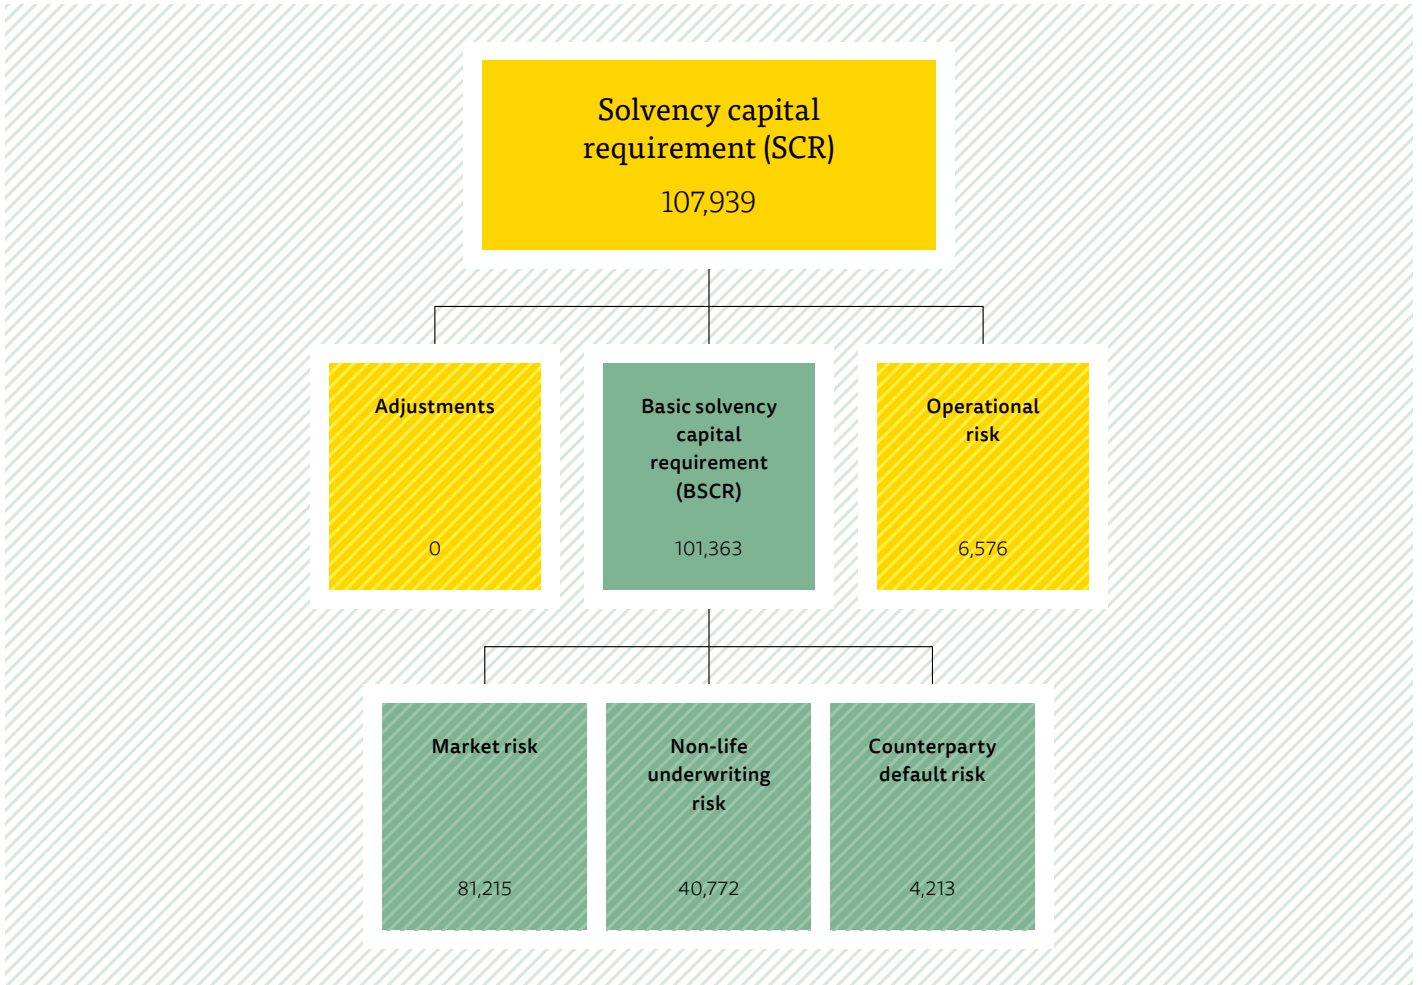 Solvency capital
requirement (SCR)
107,939
Adjustments
0
Basic solvency
capital
requirement
(BSCR)
101,363
Operational
risk
6,576
Market risk
81,215
Non-life
underwriting
risk
40,772
Counterparty
default risk
4,213